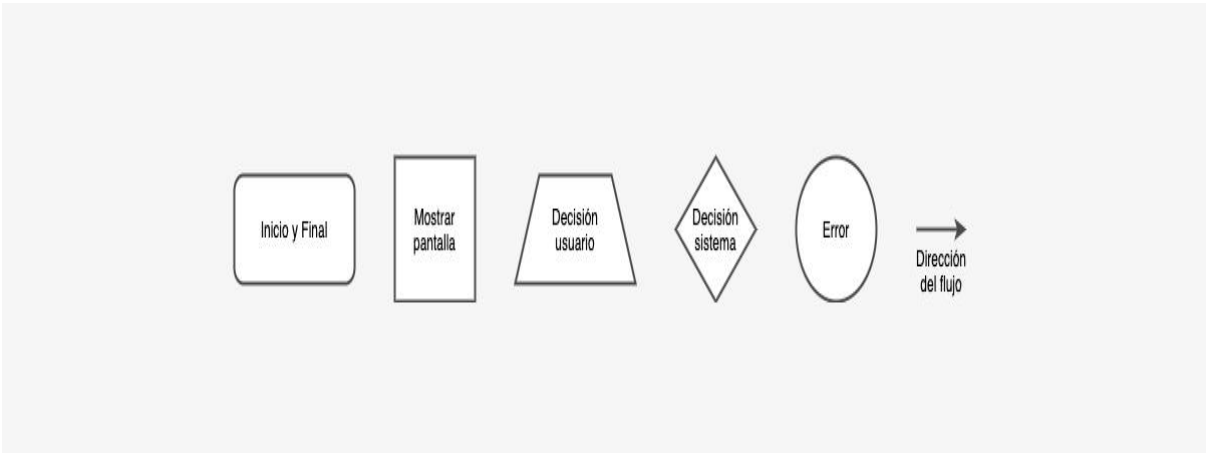 Inicio y Final
Mostrar
pantalla
Decisión
usuario
Decisión
sistema
Error
Dirección
del flujo